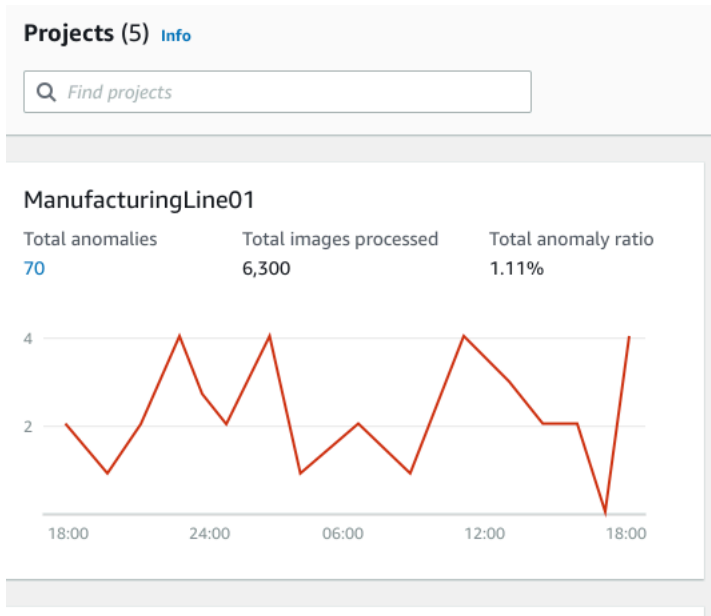 Projects (5) Info
Find projects
ManufacturingLine01
Total anomalies Total images processed Total anomaly ratio
70 6,300 1.11%
4
2
18:00 24:00 06:00 12:00 18:00